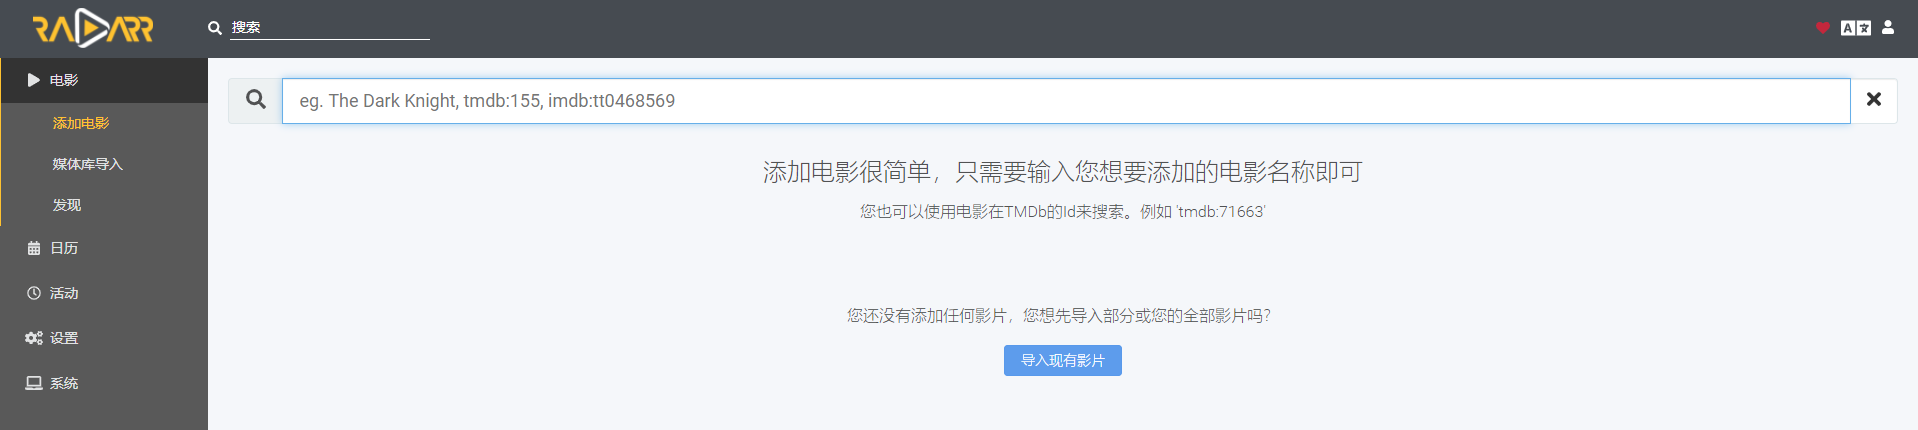 RADARR
搜索
A 文
电影
添加电影
媒体库导入
发现
日历
活动
设置
系统
eg. The Dark Knight, tmdb:155, imdb:tt0468569
添加电影很简单，只需要输入您想要添加的电影名称即可
您也可以使用电影在TMDb的Id来搜索。例如 'tmdb:71663'
您还没有添加任何影片，您想先导入部分或您的全部影片吗？
导入现有影片